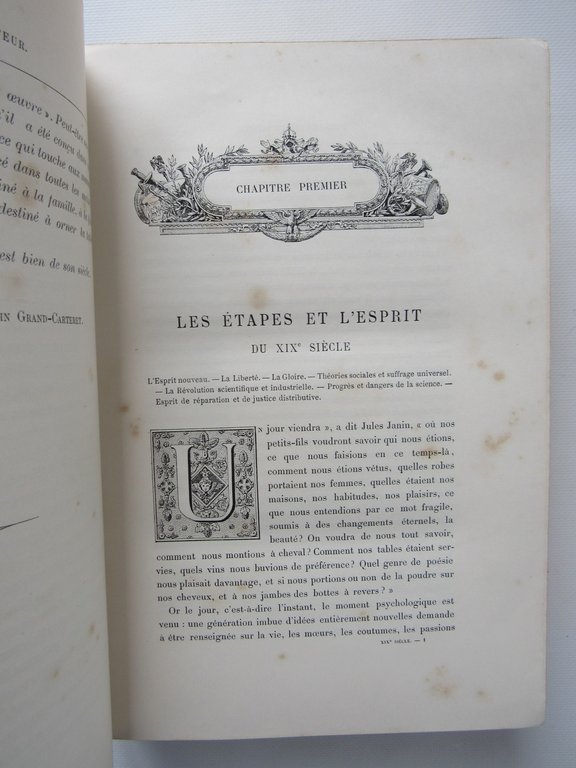 TEUR.
œuvre ». Peut-être
qu'il a été conçu dans
ce qui touche aux
dans toutes les
à la famille, à
destiné à orner
est bien de son siècle.
GRAND-CARTERET.
CHAPITRE PREMIER
LES ÉTAPES ET L'ESPRIT
DU XIXe SIÈCLE
L'Esprit nouveau. — La Liberté. — La Gloire. — Théories sociales et suffrage universel.
— La Révolution scientifique et industrielle. — Progrès et dangers de la science. —
Esprit de réparation et de justice distributive.
UN jour viendra », a dit Jules Janin, « où nos
petits-fils voudront savoir qui nous étions,
ce que nous faisions en ce temps-là,
comment nous étions vêtus, quelles robes
portaient nos femmes, quelles étaient nos
maisons, nos habitudes, nos plaisirs, ce
que nous entendions par ce mot fragile,
soumis à des changements éternels, la
beauté? On voudra de nous tout savoir,
comment nous montions à cheval? Comment nos tables étaient ser-
vies, quels vins nous buvions de préférence? Quel genre de poésie
nous plaisait davantage, et si nous portions ou non de la poudre sur
nos cheveux, et à nos jambes des bottes à revers? »
Or le jour, c'est-à-dire l'instant, le moment psychologique est
venu : une génération imbue d'idées entièrement nouvelles demande
à être renseignée sur la vie, les mœurs, les coutumes, les passions
XIXe SIÈCLE. — 1